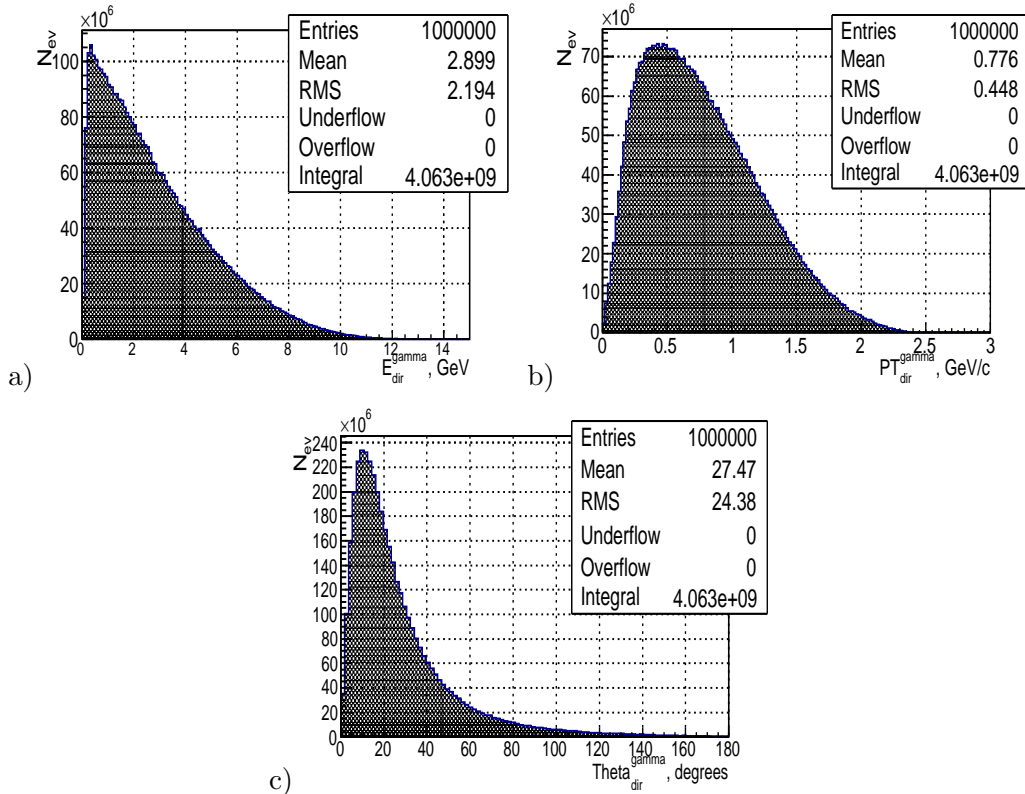 ×10⁶
N_ev
Entries 1000000
Mean 2.899
RMS 2.194
Underflow 0
Overflow 0
Integral 4.063e+09
100
80
60
40
20
0
0 2 4 6 8 10 12 14
E_dir^gamma, GeV
a)
×10⁶
N_ev
Entries 1000000
Mean 0.776
RMS 0.448
Underflow 0
Overflow 0
Integral 4.063e+09
70
60
50
40
30
20
10
0
0 0.5 1 1.5 2 2.5 3
PT_dir^gamma, GeV/c
b)
×10⁶
N_ev
Entries 1000000
Mean 27.47
RMS 24.38
Underflow 0
Overflow 0
Integral 4.063e+09
240
220
200
180
160
140
120
100
80
60
40
20
0
0 20 40 60 80 100 120 140 160 180
Theta_dir^gamma, degrees
c)